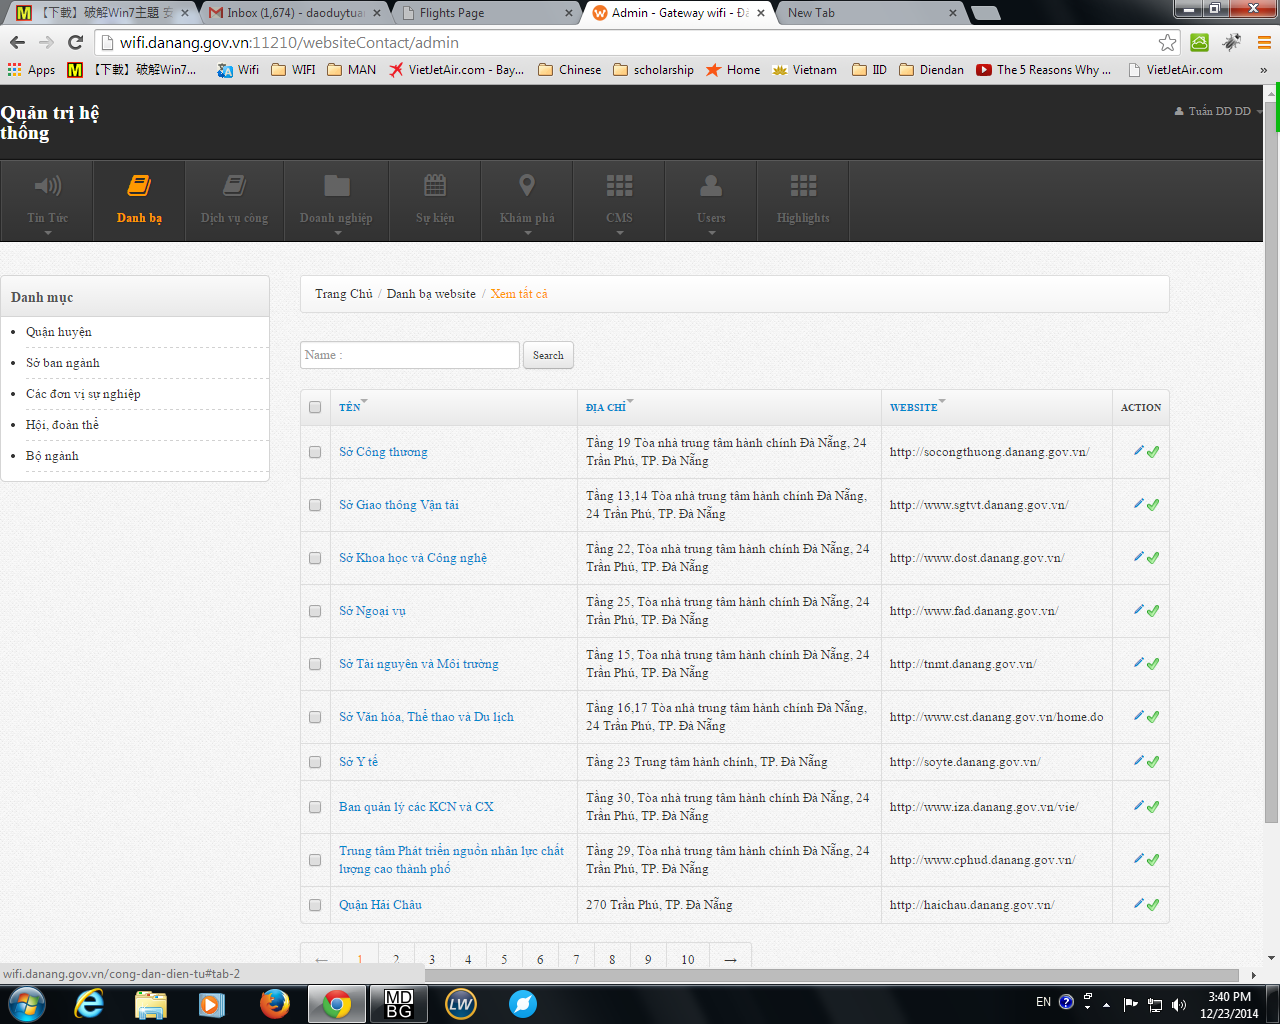 【下載】破解Win7主題 安
Inbox (1,674) - daoduytuan
Flights Page
Admin - Gateway wifi - Đà
New Tab
wifi.danang.gov.vn:11210/websiteContact/admin
Apps
【下載】破解Win7...
Wifi
WIFI
MAN
VietJetAir.com - Bay...
Chinese
scholarship
Home
Vietnam
IID
Diendan
The 5 Reasons Why ...
VietJetAir.com
»
Quản trị hệ
thống
Tuấn DD DD
Tin Tức
Danh bạ
Dịch vụ công
Doanh nghiệp
Sự kiện
Khám phá
CMS
Users
Highlights
Danh mục
Quận huyện
Sở ban ngành
Các đơn vị sự nghiệp
Hội, đoàn thể
Bộ ngành
Trang Chủ / Danh bạ website / Xem tất cả
Name :
Search
TÊN
ĐỊA CHỈ
WEBSITE
ACTION
Sở Công thương
Tầng 19 Tòa nhà trung tâm hành chính Đà Nẵng, 24
Trần Phú, TP. Đà Nẵng
http://socongthuong.danang.gov.vn/
Sở Giao thông Vận tải
Tầng 13,14 Tòa nhà trung tâm hành chính Đà Nẵng,
24 Trần Phú, TP. Đà Nẵng
http://www.sgtvt.danang.gov.vn/
Sở Khoa học và Công nghệ
Tầng 22, Tòa nhà trung tâm hành chính Đà Nẵng, 24
Trần Phú, TP. Đà Nẵng
http://www.dost.danang.gov.vn/
Sở Ngoại vụ
Tầng 25, Tòa nhà trung tâm hành chính Đà Nẵng, 24
Trần Phú, TP. Đà Nẵng
http://www.fad.danang.gov.vn/
Sở Tài nguyên và Môi trường
Tầng 15, Tòa nhà trung tâm hành chính Đà Nẵng, 24
Trần Phú, TP. Đà Nẵng
http://tnmt.danang.gov.vn/
Sở Văn hóa, Thể thao và Du lịch
Tầng 16,17 Tòa nhà trung tâm hành chính Đà Nẵng,
24 Trần Phú, TP. Đà Nẵng
http://www.cst.danang.gov.vn/home.do
Sở Y tế
Tầng 23 Trung tâm hành chính, TP. Đà Nẵng
http://soyte.danang.gov.vn/
Ban quản lý các KCN và CX
Tầng 30, Tòa nhà trung tâm hành chính Đà Nẵng, 24
Trần Phú, TP. Đà Nẵng
http://www.iza.danang.gov.vn/vie/
Trung tâm Phát triển nguồn nhân lực chất
lượng cao thành phố
Tầng 29, Tòa nhà trung tâm hành chính Đà Nẵng, 24
Trần Phú, TP. Đà Nẵng
http://www.cphud.danang.gov.vn/
Quận Hải Châu
270 Trần Phú, TP. Đà Nẵng
http://haichau.danang.gov.vn/
← 1 2 3 4 5 6 7 8 9 10 →
wifi.danang.gov.vn/cong-dan-dien-tu#tab-2
MD
BG
LW
EN
3:40 PM
12/23/2014